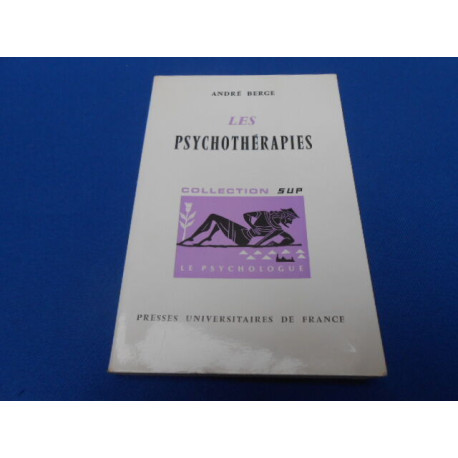 ANDRÉ BERGE
LES
PSYCHOTHÉRAPIES
COLLECTION SUP
LE PSYCHOLOGUE
PRESSES UNIVERSITAIRES DE FRANCE